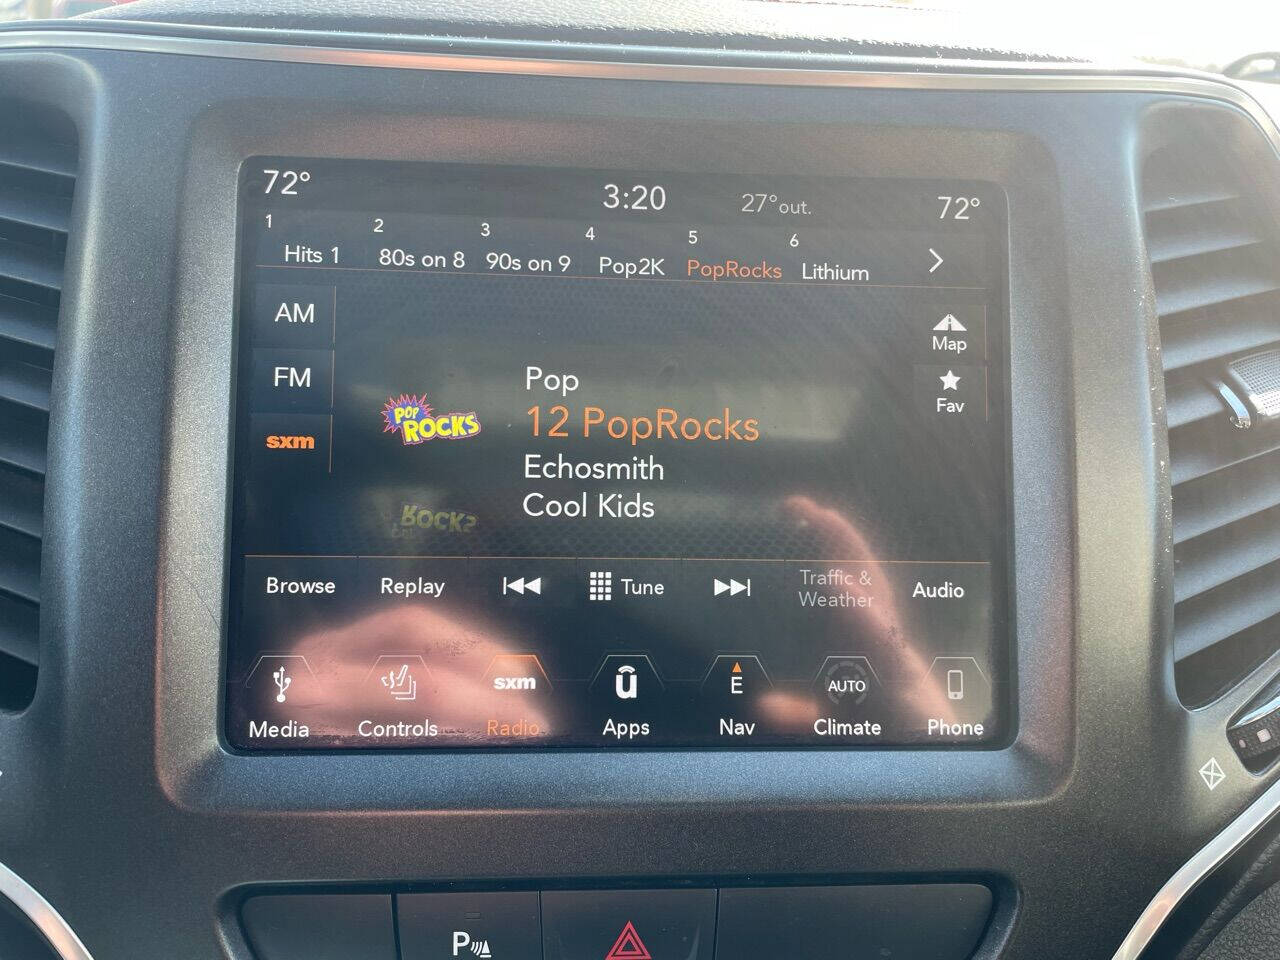 72° 3:20 27° out. 72°
1 2 3 4 5 6
Hits 1 80s on 8 90s on 9 Pop2K PopRocks Lithium
AM
Map
FM
Fav
sxm
POP
ROCKS
Pop
12 PopRocks
Echosmith
Cool Kids
Browse Replay Tune Traffic & Weather Audio
sxm u E AUTO
Media Controls Radio Apps Nav Climate Phone
P